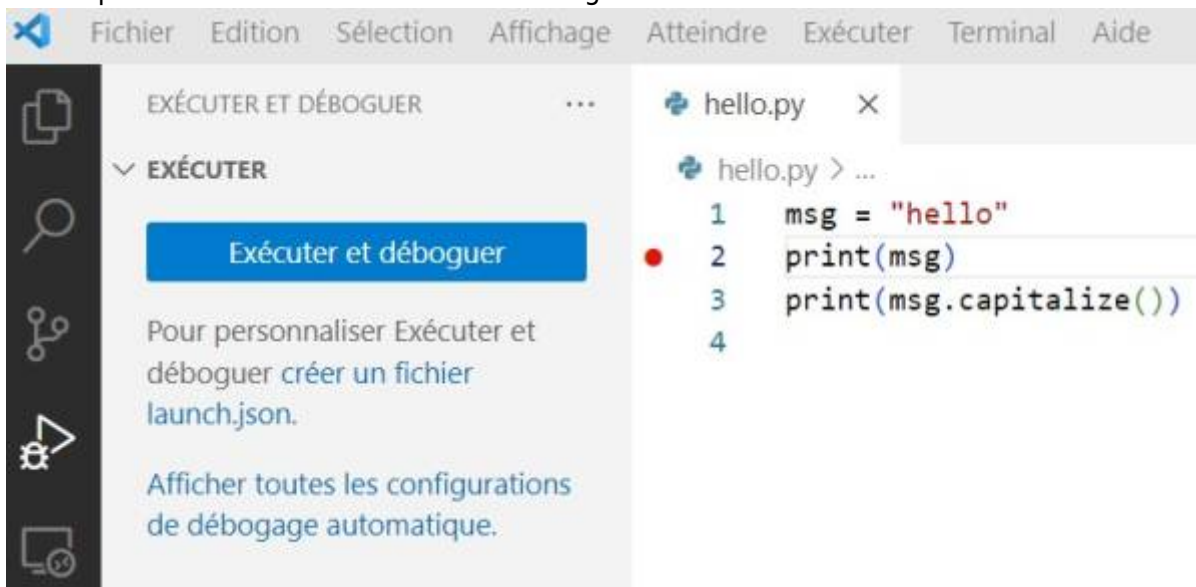 Fichier Edition Sélection Affichage Atteindre Exécuter Terminal Aide
EXÉCUTER ET DÉBOGUER ...
EXÉCUTER
Exécuter et déboguer
Pour personnaliser Exécuter et
déboguer créer un fichier
launch.json.
Afficher toutes les configurations
de débogage automatique.
hello.py ×
hello.py > ...
1 msg = "hello"
2 print(msg)
3 print(msg.capitalize())
4